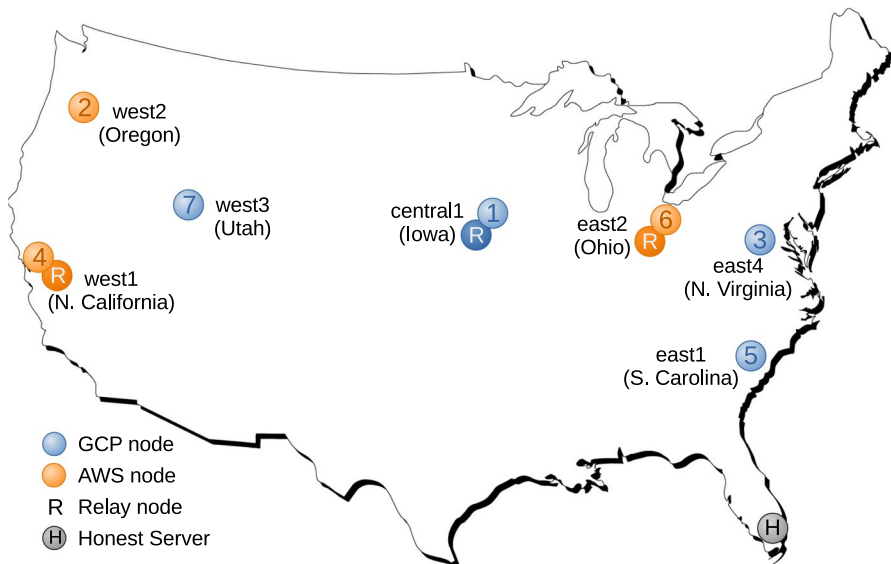 2
west2
(Oregon)
7
west3
(Utah)
central1
(Iowa)
1
R
east2
(Ohio)
6
R
3
east4
(N. Virginia)
4
R
west1
(N. California)
east1
(S. Carolina)
5
GCP node
AWS node
R Relay node
H Honest Server
H